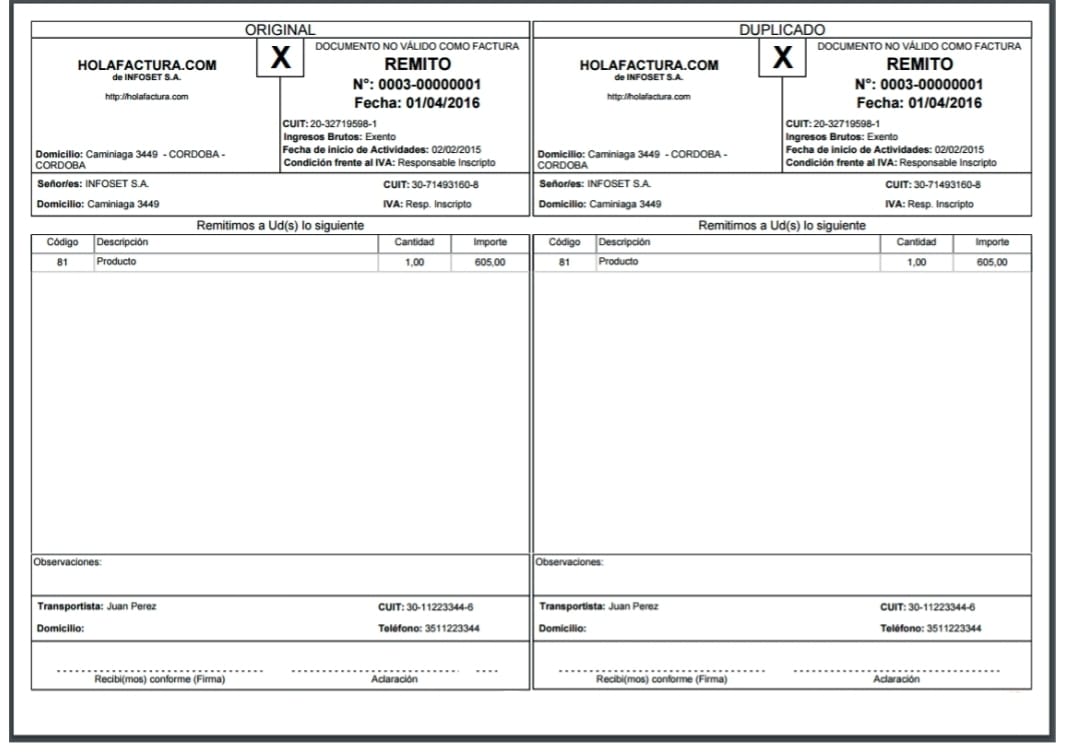 ORIGINAL
X
DOCUMENTO NO VÁLIDO COMO FACTURA
HOLAFACTURA.COM
de INFOSET S.A.
http://holafactura.com
REMITO
N°: 0003-00000001
Fecha: 01/04/2016
CUIT: 20-32719598-1
Ingresos Brutos: Exento
Fecha de inicio de Actividades: 02/02/2015
Condición frente al IVA: Responsable Inscripto
Domicilio: Caminiaga 3449 - CORDOBA -
CORDOBA
Señor/es: INFOSET S.A. CUIT: 30-71493160-8
Domicilio: Caminiaga 3449 IVA: Resp. Inscripto
Remitimos a Ud(s) lo siguiente
Código Descripción Cantidad Importe
81 Producto 1,00 605,00
Observaciones:
Transportista: Juan Perez CUIT: 30-11223344-6
Domicilio: Teléfono: 3511223344
Recibi(mos) conforme (Firma) Aclaración
DUPLICADO
X
DOCUMENTO NO VÁLIDO COMO FACTURA
HOLAFACTURA.COM
de INFOSET S.A.
http://holafactura.com
REMITO
N°: 0003-00000001
Fecha: 01/04/2016
CUIT: 20-32719598-1
Ingresos Brutos: Exento
Fecha de inicio de Actividades: 02/02/2015
Condición frente al IVA: Responsable Inscripto
Domicilio: Caminiaga 3449 - CORDOBA -
CORDOBA
Señor/es: INFOSET S.A. CUIT: 30-71493160-8
Domicilio: Caminiaga 3449 IVA: Resp. Inscripto
Remitimos a Ud(s) lo siguiente
Código Descripción Cantidad Importe
81 Producto 1,00 605,00
Observaciones:
Transportista: Juan Perez CUIT: 30-11223344-6
Domicilio: Teléfono: 3511223344
Recibi(mos) conforme (Firma) Aclaración